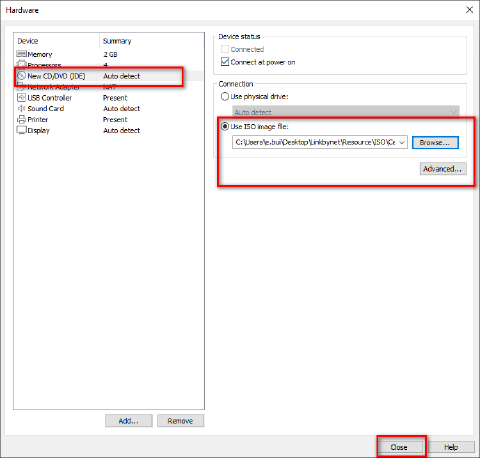 Hardware
Device Summary
Memory 2 GB
Processors 4
New CD/DVD (IDE) Auto detect
Network Adapter NAT
USB Controller Present
Sound Card Auto detect
Printer Present
Display Auto detect
Add... Remove
Device status
Connected
Connect at power on
Connection
Use physical drive:
Auto detect
Use ISO image file:
C:\Users\e.bui\Desktop\Linkbynet\Resource\ISO\Ce
Browse...
Advanced...
Close Help